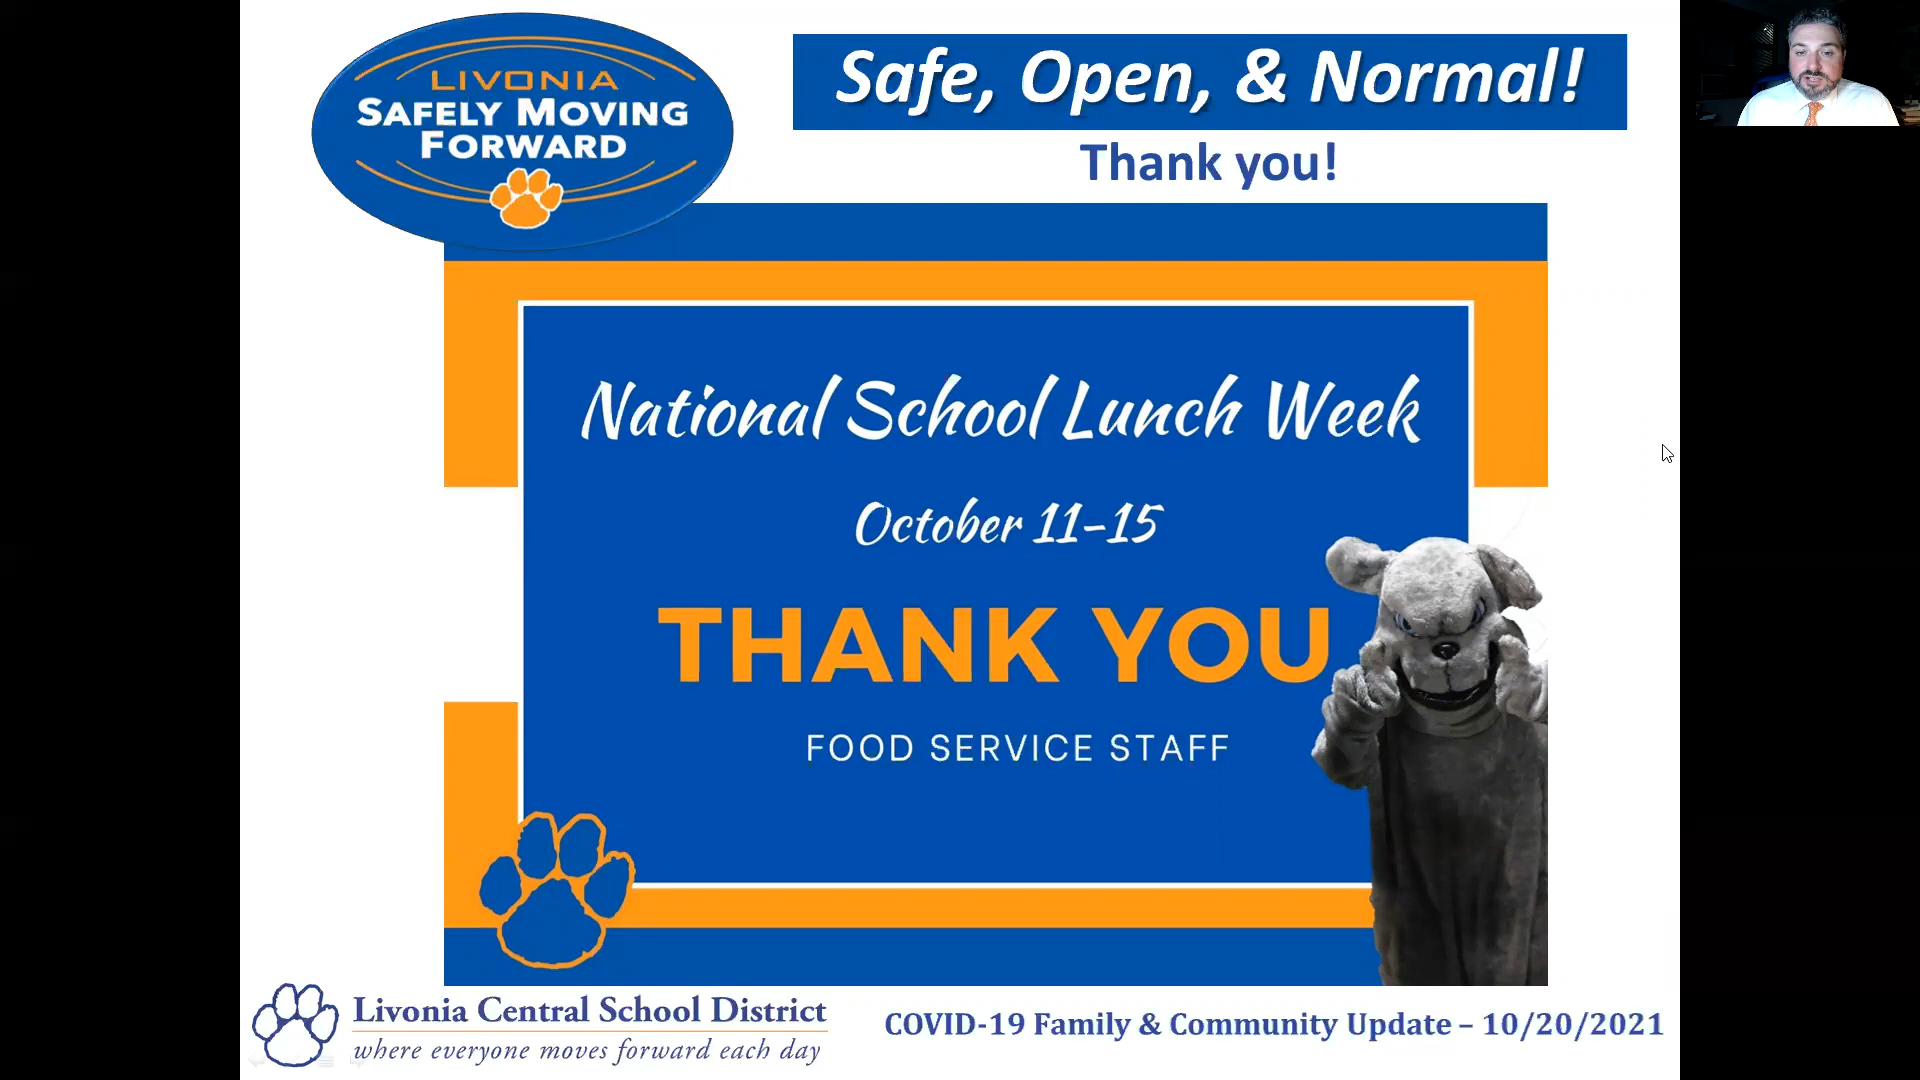 LIVONIA
SAFELY MOVING
FORWARD
Safe, Open, & Normal!
Thank you!
National School Lunch Week
October 11-15
THANK YOU
FOOD SERVICE STAFF
Livonia Central School District
where everyone moves forward each day
COVID-19 Family & Community Update – 10/20/2021